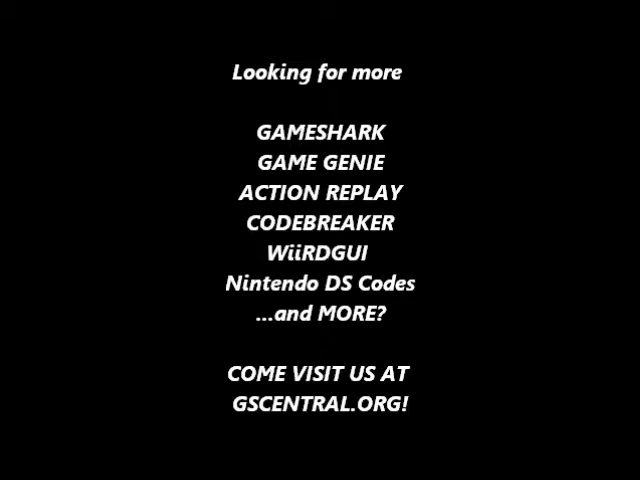 Looking for more
GAMESHARK
GAME GENIE
ACTION REPLAY
CODEBREAKER
WiiRDGUI
Nintendo DS Codes
...and MORE?
COME VISIT US AT
GSCENTRAL.ORG!